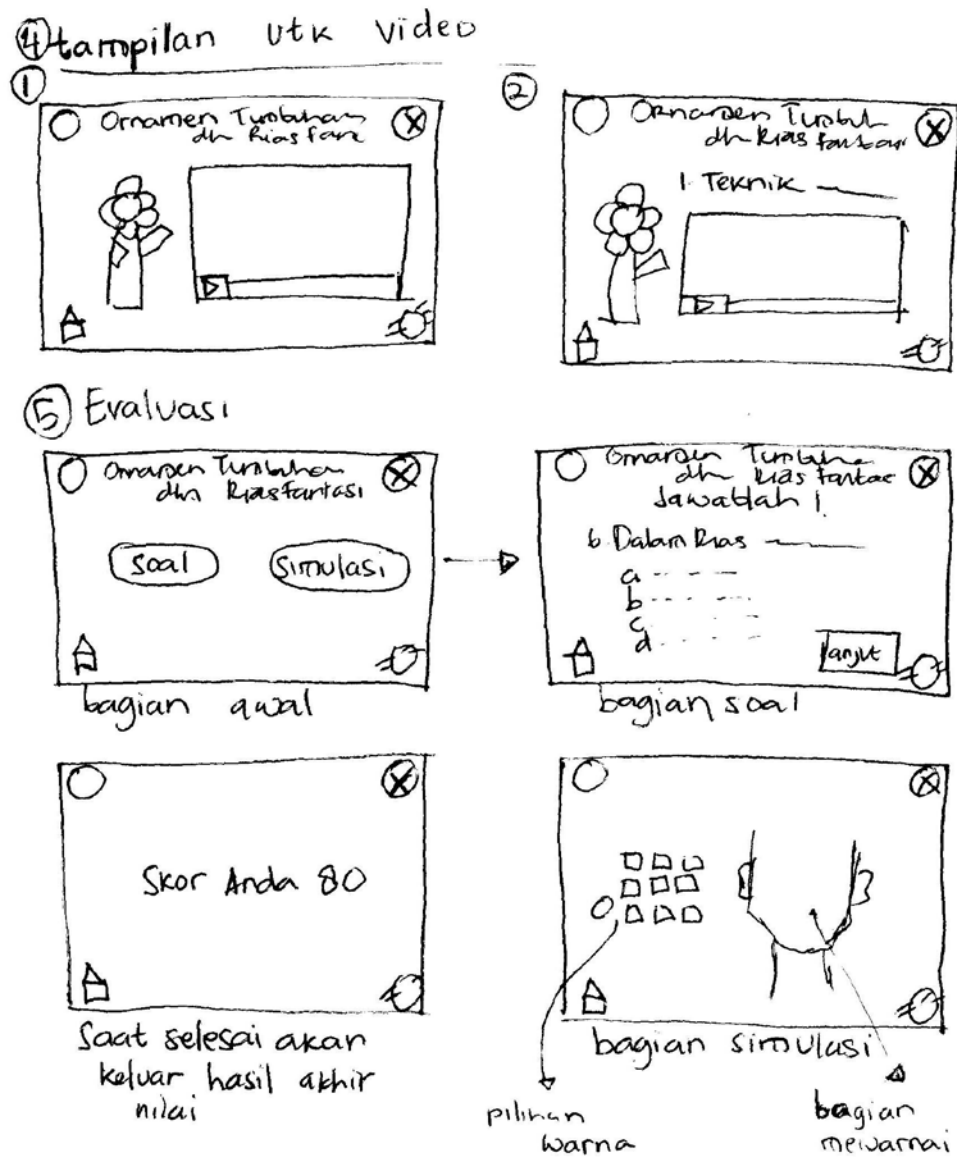 ④ tampilan utk video
①
Ornamen Tumbuhan
dlm Rias Fant
②
Ornamen Tumbuh
dlm Rias fantasi
1. Teknik
⑤ Evaluasi
Ornamen Tumbuhan
dlm Rias fantasi
soal
simulasi
bagian awal
Ornamen Tumbuha
dlm Rias fantas
Jawablah !
6. Dalam Rias
a
b
c
d
lanjut
bagian soal
Skor Anda 80
Saat selesai akan
keluar hasil akhir
nilai
bagian simulasi
pilihan
warna
bagian
mewarnai